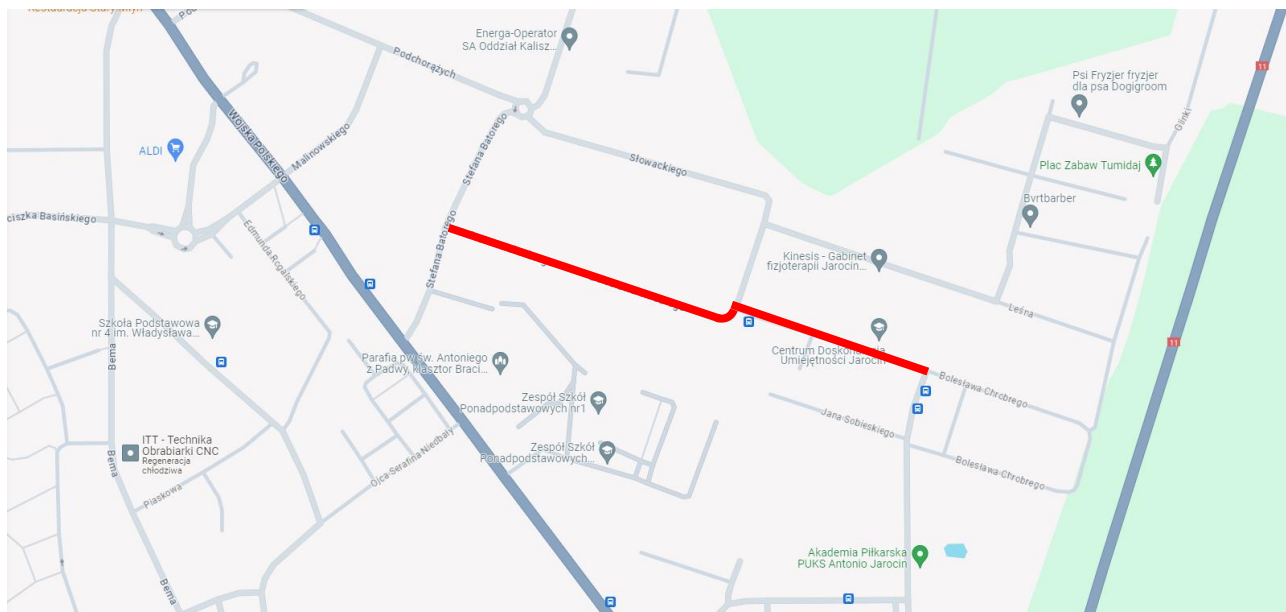 Restauracja Stary Młyn
Energa-Operator
SA Oddział Kalisz...
Podchorążych
11
Psi Fryzjer fryzjer
dla psa Dogigroom
Glinki
Wojska Polskiego
ALDI
Malinowskiego
Stefana Batorego
Słowackiego
Plac Zabaw Tumidaj
Bvrtbarber
ciszka Basińskiego
Edmunda Rogalskiego
Stefana Batorego
Kinesis - Gabinet
fizjoterapii Jarocin...
Leśna
Szkoła Podstawowa
nr 4 im. Władysława...
Bema
Parafia pw św. Antoniego
z Padwy, klasztor Braci...
Centrum Doskonalenia
Umiejętności Jarocin
11
Bolesława Chrobrego
Zespół Szkół
Ponadpodstawowych nr1
Jana Sobieskiego
ITT - Technika
Obrabiarki CNC
Regeneracja
chłodziwa
Bema
Ojca Serafina Niedbały
Zespół Szkół
Ponadpodstawowych...
Bolesława Chrobrego
Piaskowa
Akademia Piłkarska
PUKS Antonio Jarocin
Bema